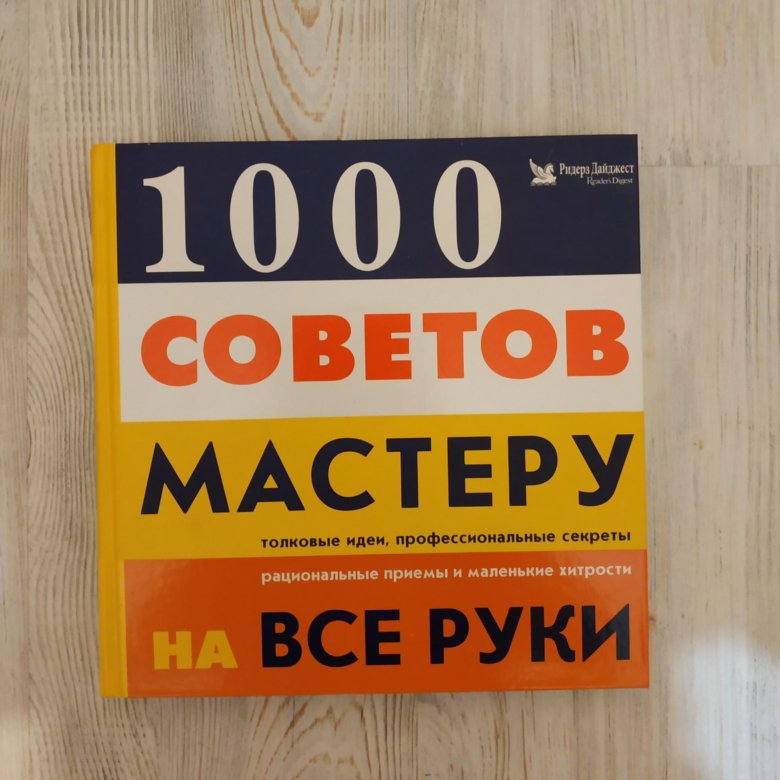 1000
Ридерз Дайджест
Reader's Digest
СОВЕТОВ
МАСТЕРУ
толковые идеи, профессиональные секреты
рациональные приемы и маленькие хитрости
НА ВСЕ РУКИ